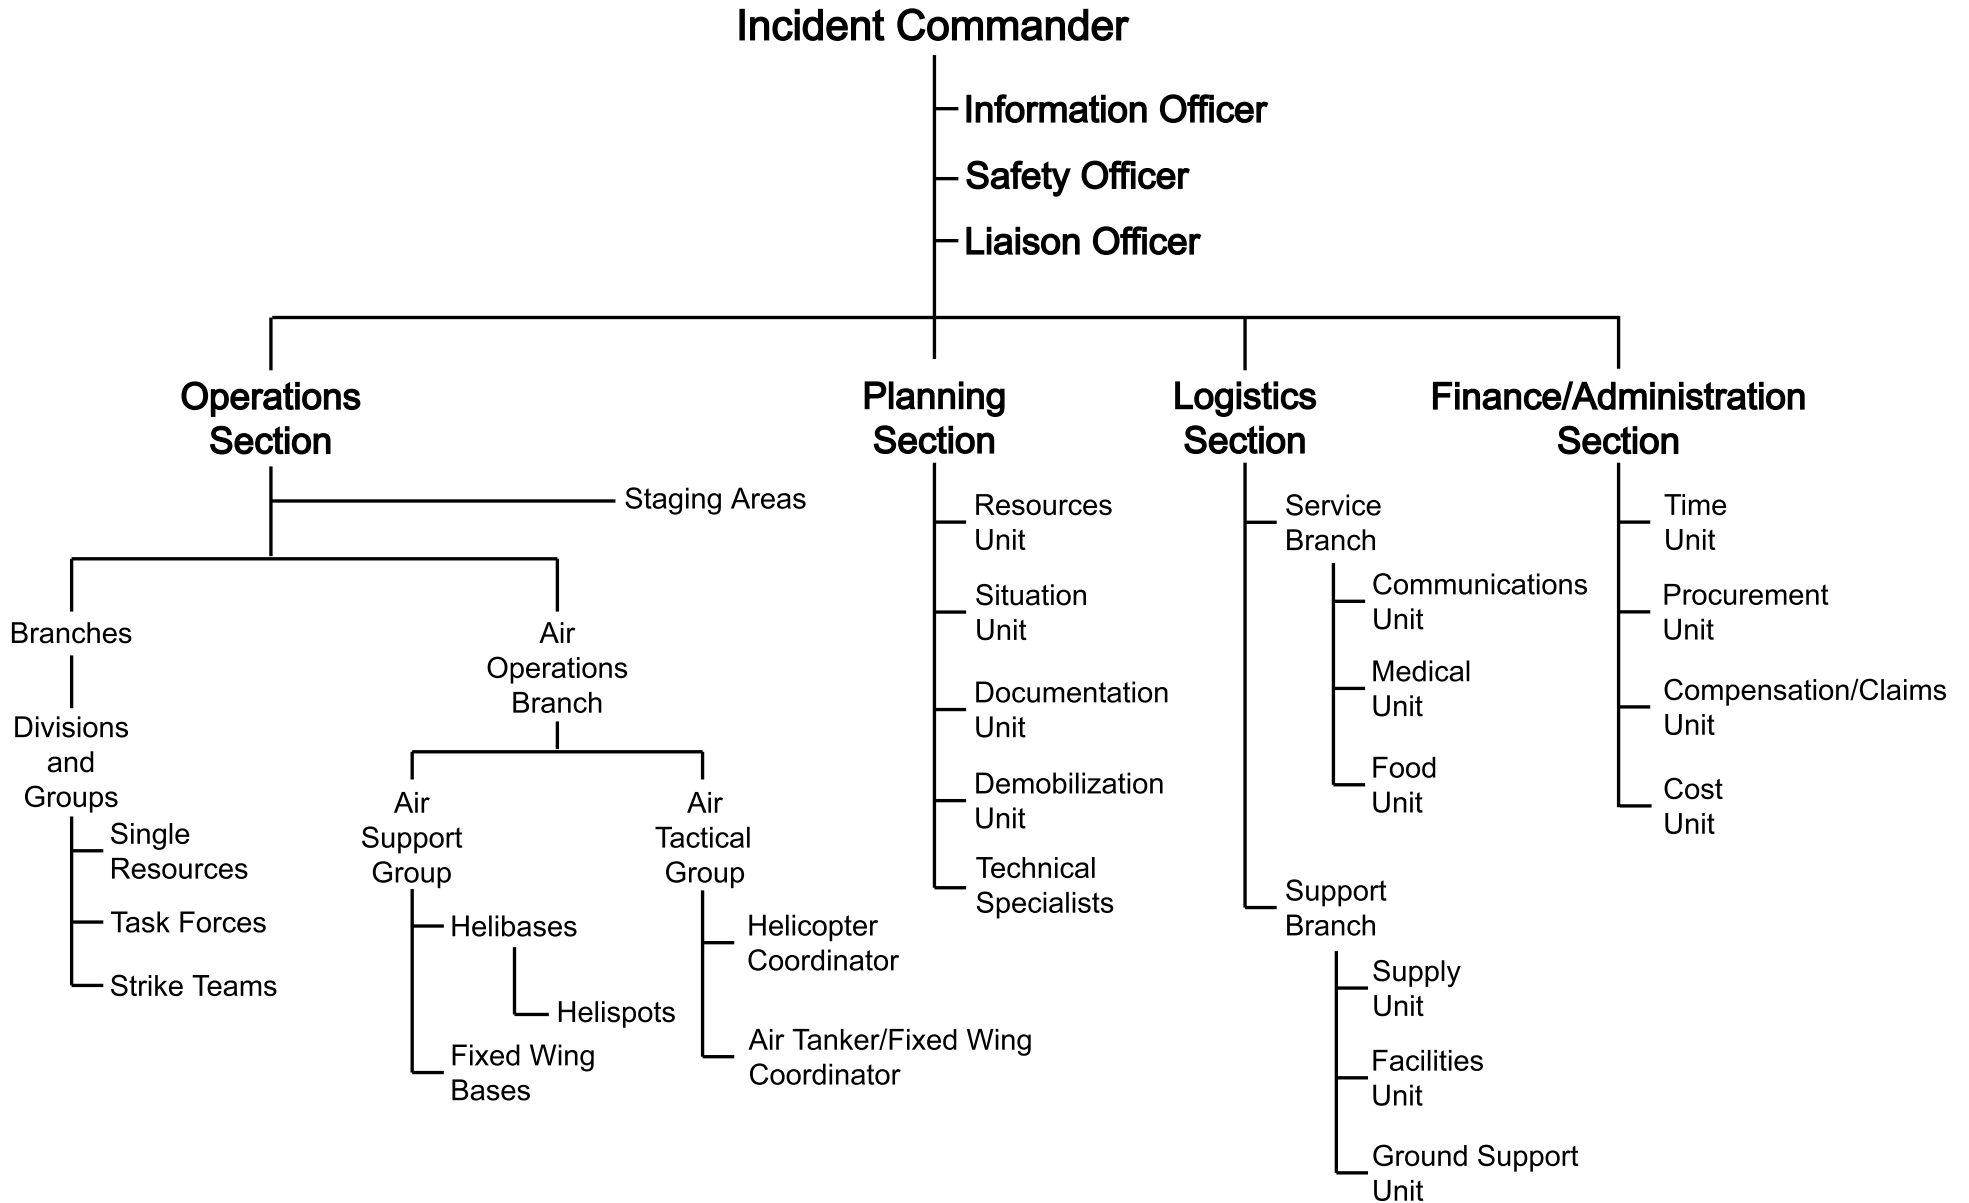 Incident Commander
Information Officer
Safety Officer
Liaison Officer
Operations
Section
Staging Areas
Branches
Divisions
and
Groups
Single
Resources
Task Forces
Strike Teams
Air
Operations
Branch
Air
Support
Group
Helibases
Helispots
Fixed Wing
Bases
Air
Tactical
Group
Helicopter
Coordinator
Air Tanker/Fixed Wing
Coordinator
Planning
Section
Resources
Unit
Situation
Unit
Documentation
Unit
Demobilization
Unit
Technical
Specialists
Logistics
Section
Service
Branch
Communications
Unit
Medical
Unit
Food
Unit
Support
Branch
Supply
Unit
Facilities
Unit
Ground Support
Unit
Finance/Administration
Section
Time
Unit
Procurement
Unit
Compensation/Claims
Unit
Cost
Unit